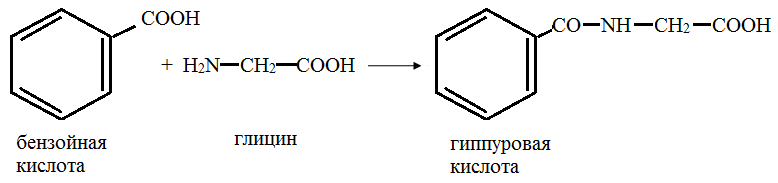 COOH
+ H2N—CH2—COOH
CO—NH—CH2—COOH
бензойная
кислота
глицин
гиппуровая
кислота